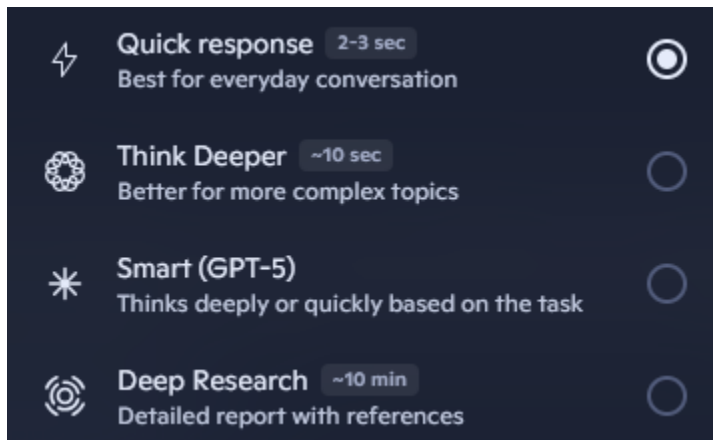 Quick response 2-3 sec
Best for everyday conversation
Think Deeper ~10 sec
Better for more complex topics
Smart (GPT-5)
Thinks deeply or quickly based on the task
Deep Research ~10 min
Detailed report with references